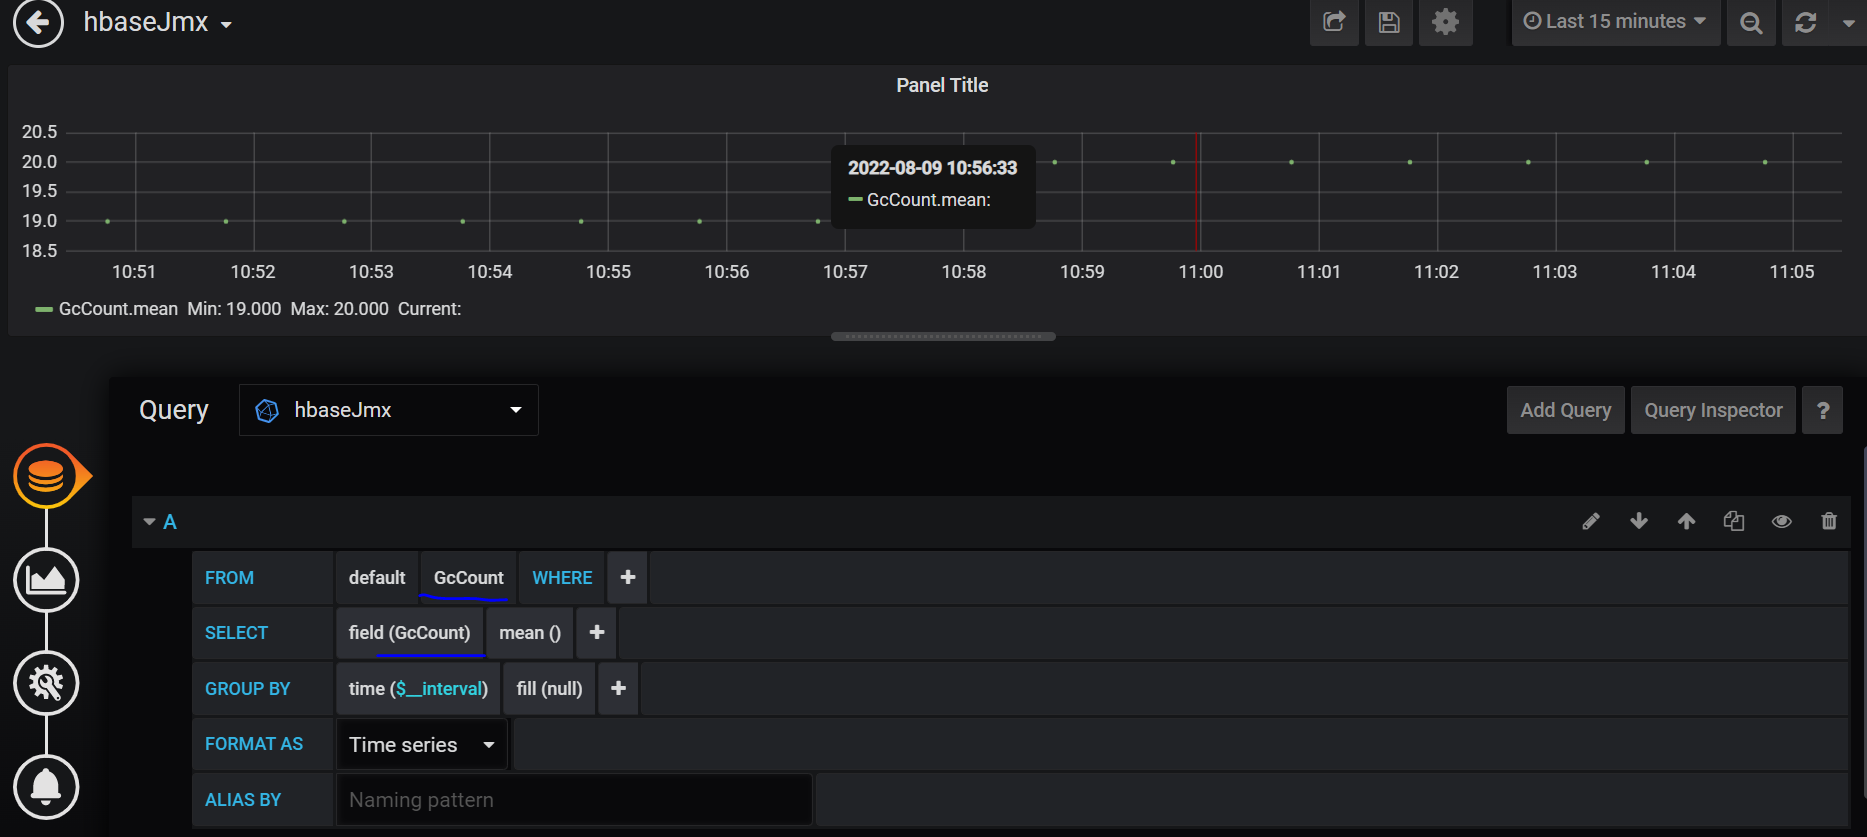 hbaseJmx
Last 15 minutes
Panel Title
20.5
20.0
19.5
19.0
18.5
2022-08-09 10:56:33
GcCount.mean:
10:51 10:52 10:53 10:54 10:55 10:56 10:57 10:58 10:59 11:00 11:01 11:02 11:03 11:04 11:05
GcCount.mean Min: 19.000 Max: 20.000 Current:
Query hbaseJmx Add Query Query Inspector ?
A
FROM default GcCount WHERE +
SELECT field (GcCount) mean () +
GROUP BY time ($__interval) fill (null) +
FORMAT AS Time series
ALIAS BY Naming pattern